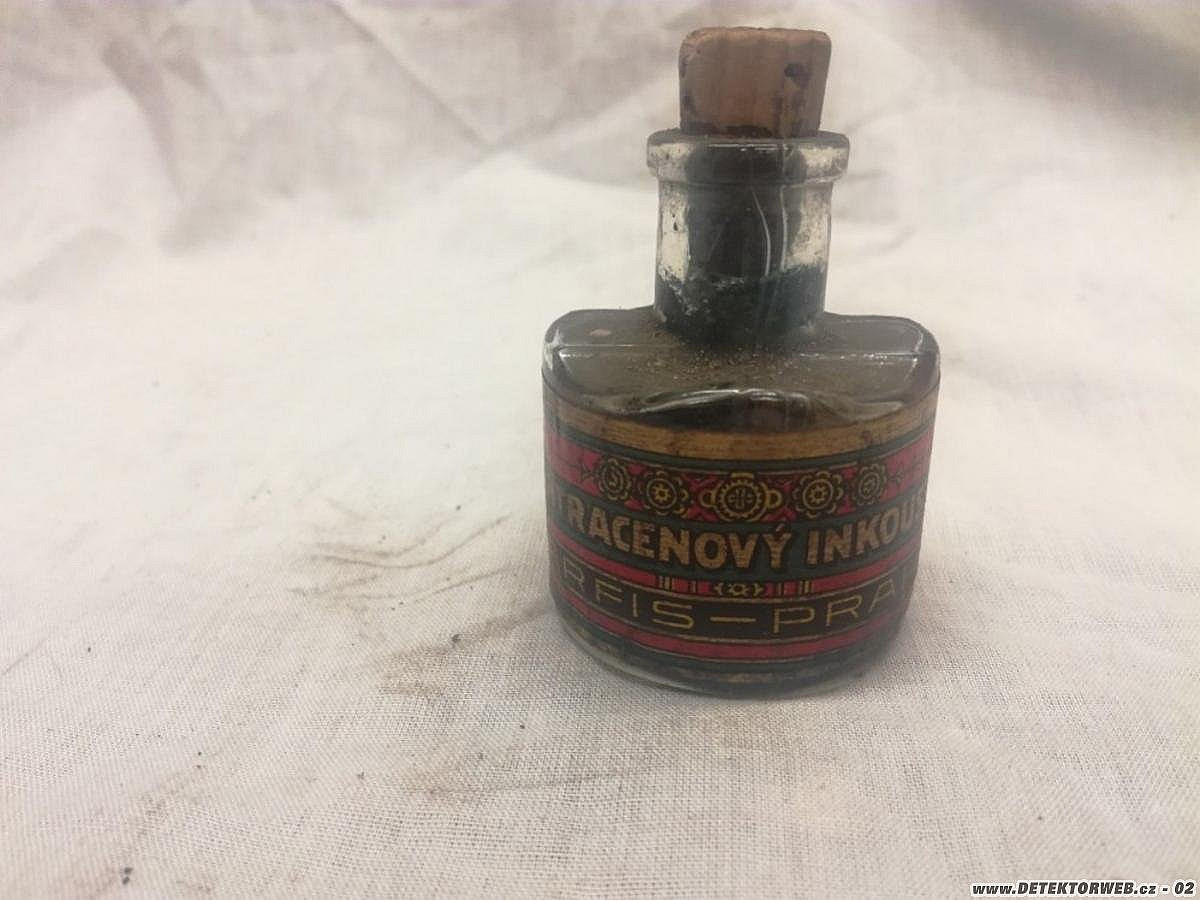 RACENOVÝ INKOU
RFIS-PRA
www.DETEKTORWEB.cz - 02